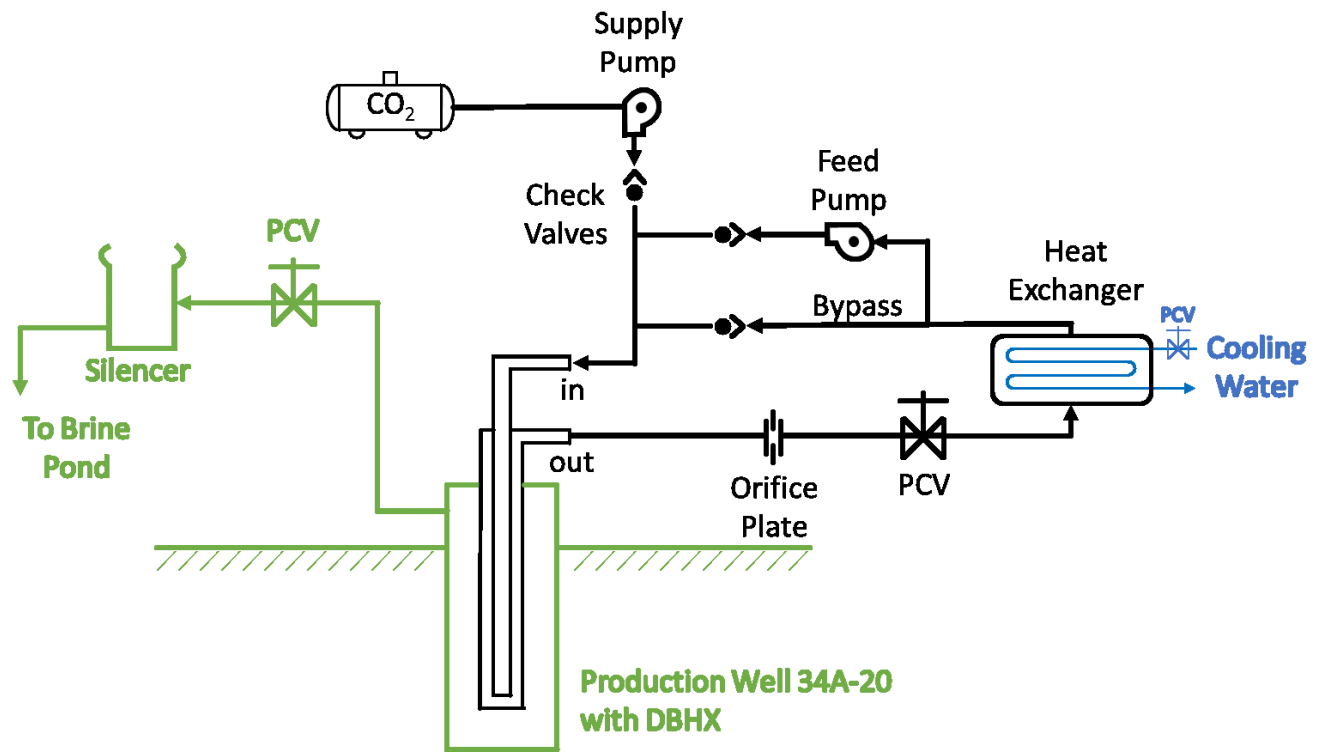 Supply
Pump
CO₂
Check
Valves
Feed
Pump
PCV
Heat
Exchanger
Bypass
PCV
Cooling
Water
Silencer
in
To Brine
Pond
out
Orifice
Plate
PCV
Production Well 34A-20
with DBHX